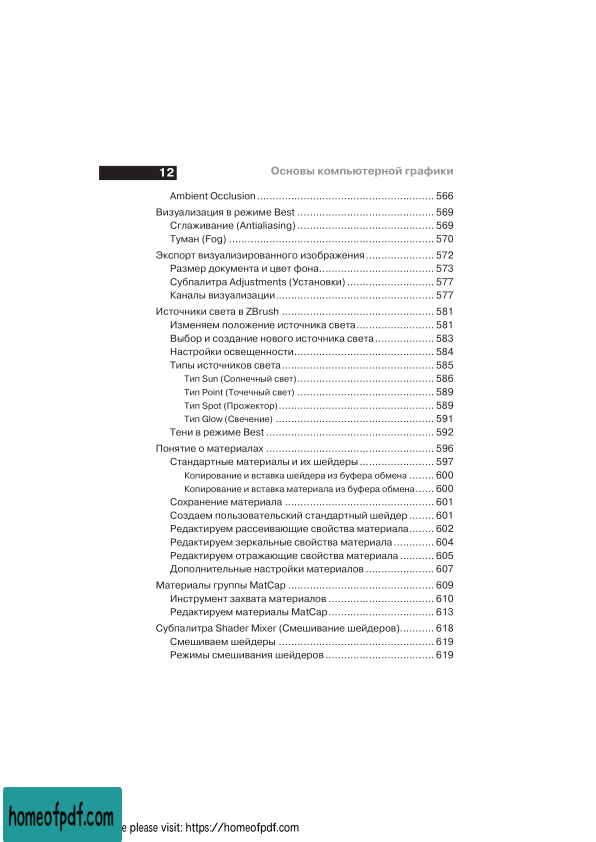 12
Основы компьютерной графики
Ambient Occlusion ......................................................... 566
Визуализация в режиме Best ............................................ 569
Сглаживание (Antialiasing) ............................................ 569
Туман (Fog) .................................................................. 570
Экспорт визуализированного изображения ...................... 572
Размер документа и цвет фона..................................... 573
Субпалитра Adjustments (Установки) ............................ 577
Каналы визуализации................................................... 577
Источники света в ZBrush ................................................. 581
Изменяем положение источника света......................... 581
Выбор и создание нового источника света ................... 583
Настройки освещенности............................................. 584
Типы источников света ................................................. 585
Тип Sun (Солнечный свет)............................................ 586
Тип Point (Точечный свет) ............................................ 589
Тип Spot (Прожектор).................................................. 589
Тип Glow (Свечение) ................................................... 591
Тени в режиме Best ...................................................... 592
Понятие о материалах ...................................................... 596
Стандартные материалы и их шейдеры ........................ 597
Копирование и вставка шейдера из буфера обмена ........ 600
Копирование и вставка материала из буфера обмена...... 600
Сохранение материала ................................................ 601
Создаем пользовательский стандартный шейдер ........ 601
Редактируем рассеивающие свойства материала........ 602
Редактируем зеркальные свойства материала ............. 604
Редактируем отражающие свойства материала ........... 605
Дополнительные настройки материалов ...................... 607
Материалы группы MatCap ............................................... 609
Инструмент захвата материалов .................................. 610
Редактируем материалы MatCap.................................. 613
Субпалитра Shader Mixer (Смешивание шейдеров)........... 618
Смешиваем шейдеры .................................................. 619
Режимы смешивания шейдеров ................................... 619
homeofpdf.com
e please visit: https://homeofpdf.com